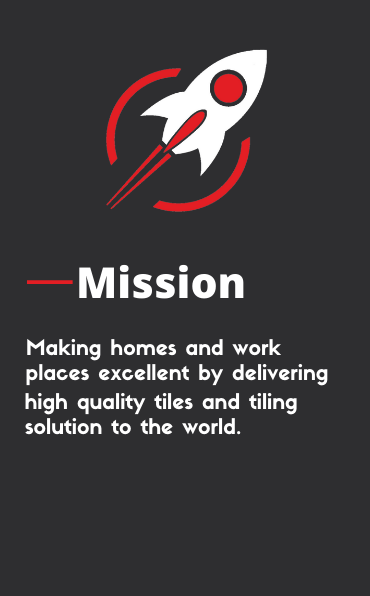 Mission
Making homes and work
places excellent by delivering
high quality tiles and tiling
solution to the world.